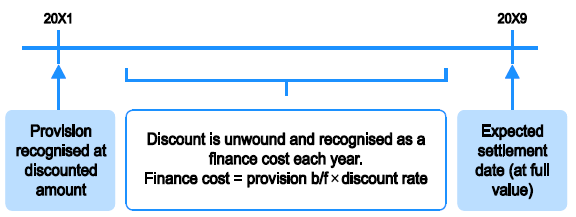 20X1
20X9
Provision
recognised at
discounted
amount
Discount is unwound and recognised as a
finance cost each year.
Finance cost = provision b/f × discount rate
Expected
settlement
date (at full
value)